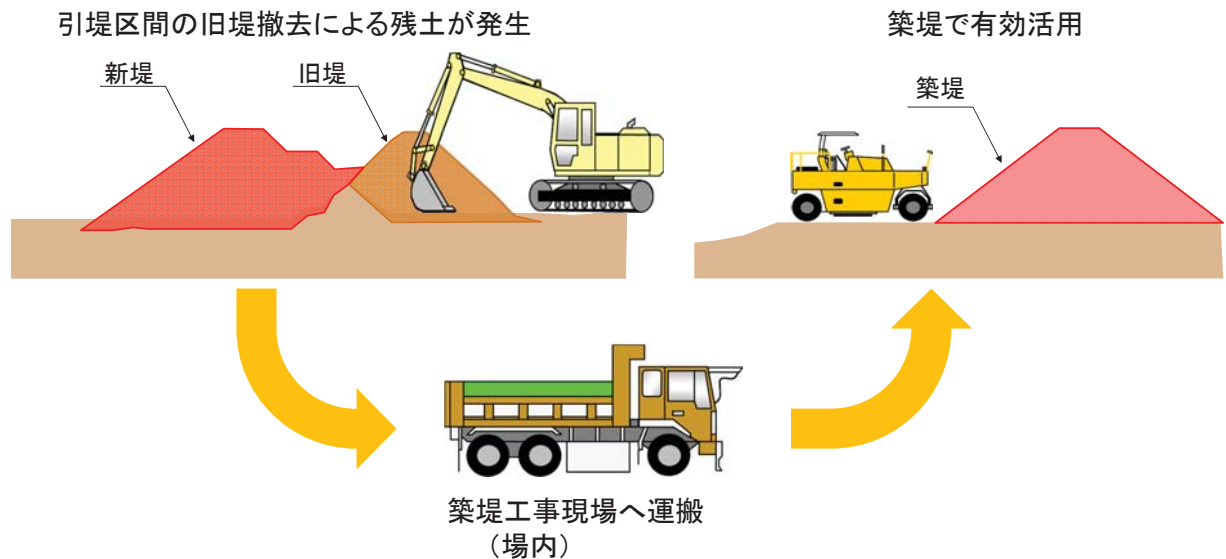 引堤区間の旧堤撤去による残土が発生
新堤
旧堤
築堤で有効活用
築堤
築堤工事現場へ運搬
（場内）